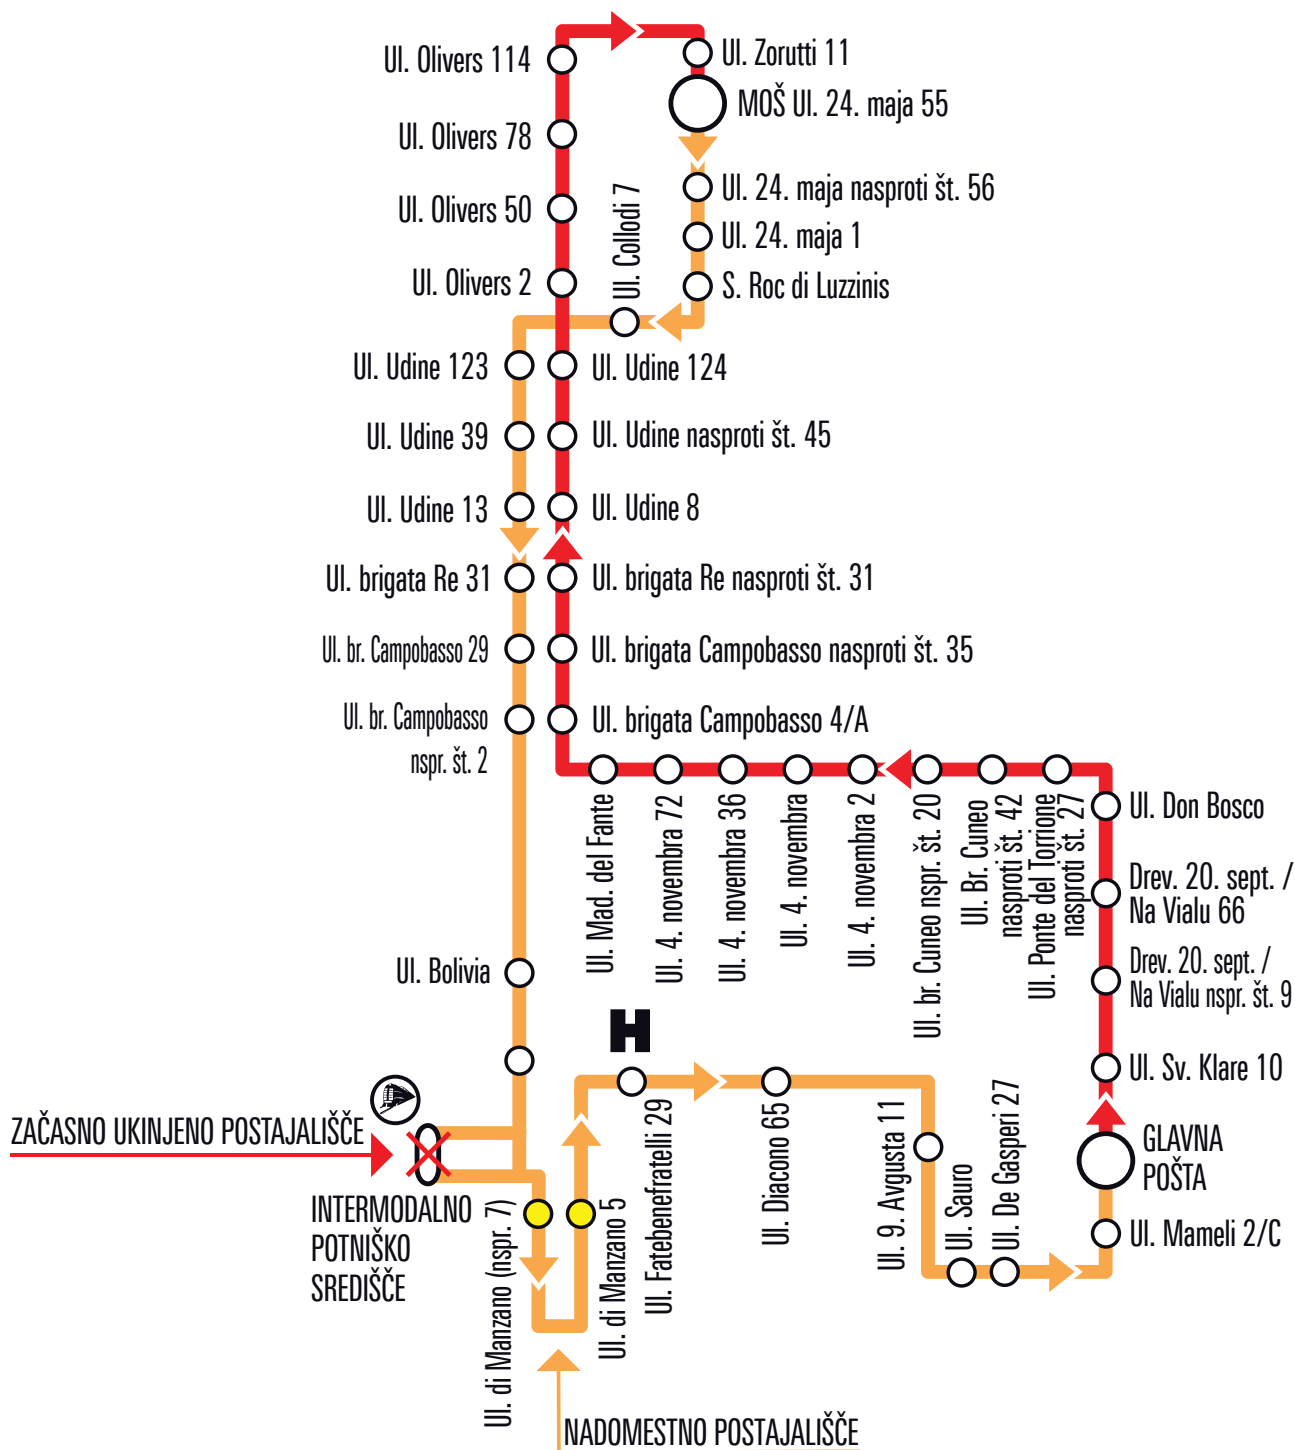 Ul. Olivers 114
Ul. Zorutti 11
MOŠ Ul. 24. maja 55
Ul. Olivers 78
Ul. 24. maja nasproti št. 56
Ul. Olivers 50
Ul. 24. maja 1
Ul. Collodi 7
Ul. Olivers 2
S. Roc di Luzzinis
Ul. Udine 123
Ul. Udine 124
Ul. Udine 39
Ul. Udine nasproti št. 45
Ul. Udine 13
Ul. Udine 8
Ul. brigata Re 31
Ul. brigata Re nasproti št. 31
Ul. br. Campobasso 29
Ul. brigata Campobasso nasproti št. 35
Ul. br. Campobasso
nspr. št. 2
Ul. brigata Campobasso 4/A
Ul. Mad. del Fante
Ul. 4. novembra 72
Ul. 4. novembra 36
Ul. 4. novembra
Ul. 4. novembra 2
Ul. br. Cuneo nspr. št. 20
Ul. Br. Cuneo
nasproti št. 42
Ul. Ponte del Torrione
nasproti št. 27
Ul. Don Bosco
Drev. 20. sept. /
Na Vialu 66
Drev. 20. sept. /
Na Vialu nspr. št. 9
Ul. Bolivia
H
Ul. Sv. Klare 10
ZAČASNO UKINJENO POSTAJALIŠČE
GLAVNA
POŠTA
INTERMODALNO
POTNIŠKO
SREDIŠČE
Ul. di Manzano (nspr. 7)
Ul. di Manzano 5
Ul. Fatebenefratelli 29
Ul. Diacono 65
Ul. 9. Avgusta 11
Ul. Sauro
Ul. De Gasperi 27
Ul. Mameli 2/C
NADOMESTNO POSTAJALIŠČE